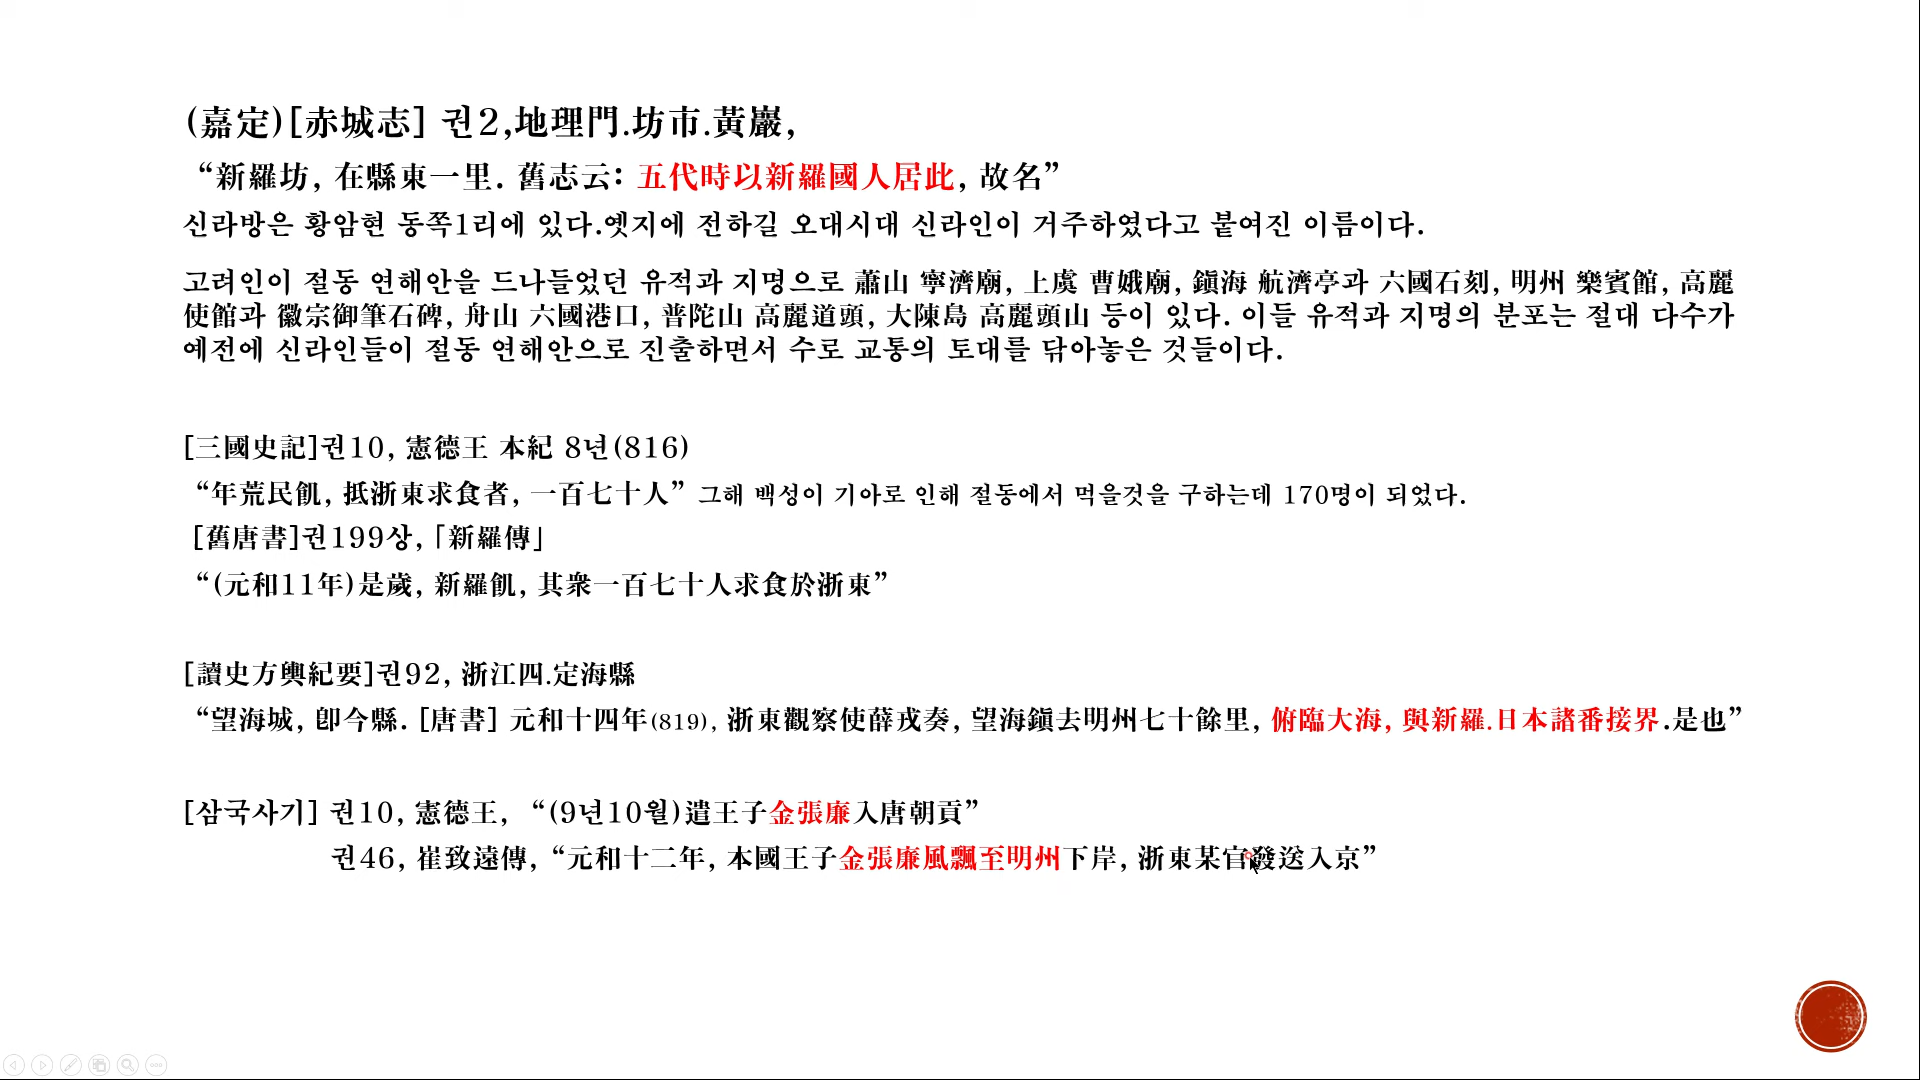 (嘉定)[赤城志] 권2,地理門.坊市.黃巖,
“新羅坊, 在縣東一里. 舊志云: 五代時以新羅國人居此, 故名”
신라방은 황암현 동쪽1리에 있다.옛지에 전하길 오대시대 신라인이 거주하였다고 붙여진 이름이다.
고려인이 절동 연해안을 드나들었던 유적과 지명으로 蕭山 寧濟廟, 上虞 曹娥廟, 鎭海 航濟亭과 六國石刻, 明州 樂賓館, 高麗
使館과 徽宗御筆石碑, 舟山 六國港口, 普陀山 高麗道頭, 大陳島 高麗頭山 등이 있다. 이들 유적과 지명의 분포는 절대 다수가
예전에 신라인들이 절동 연해안으로 진출하면서 수로 교통의 토대를 닦아놓은 것들이다.
[三國史記]권10, 憲德王 本紀 8년(816)
“年荒民飢, 抵浙東求食者, 一百七十人” 그해 백성이 기아로 인해 절동에서 먹을것을 구하는데 170명이 되었다.
[舊唐書]권199상,「新羅傳」
“(元和11年)是歲, 新羅飢, 其衆一百七十人求食於浙東”
[讀史方輿紀要]권92, 浙江四.定海縣
“望海城, 卽今縣. [唐書] 元和十四年(819), 浙東觀察使薛戎奏, 望海鎭去明州七十餘里, 俯臨大海, 與新羅.日本諸番接界.是也”
[삼국사기] 권10, 憲德王, “(9년10월)遣王子金張廉入唐朝貢”
권46, 崔致遠傳, “元和十二年, 本國王子金張廉風飄至明州下岸, 浙東某官發送入京”